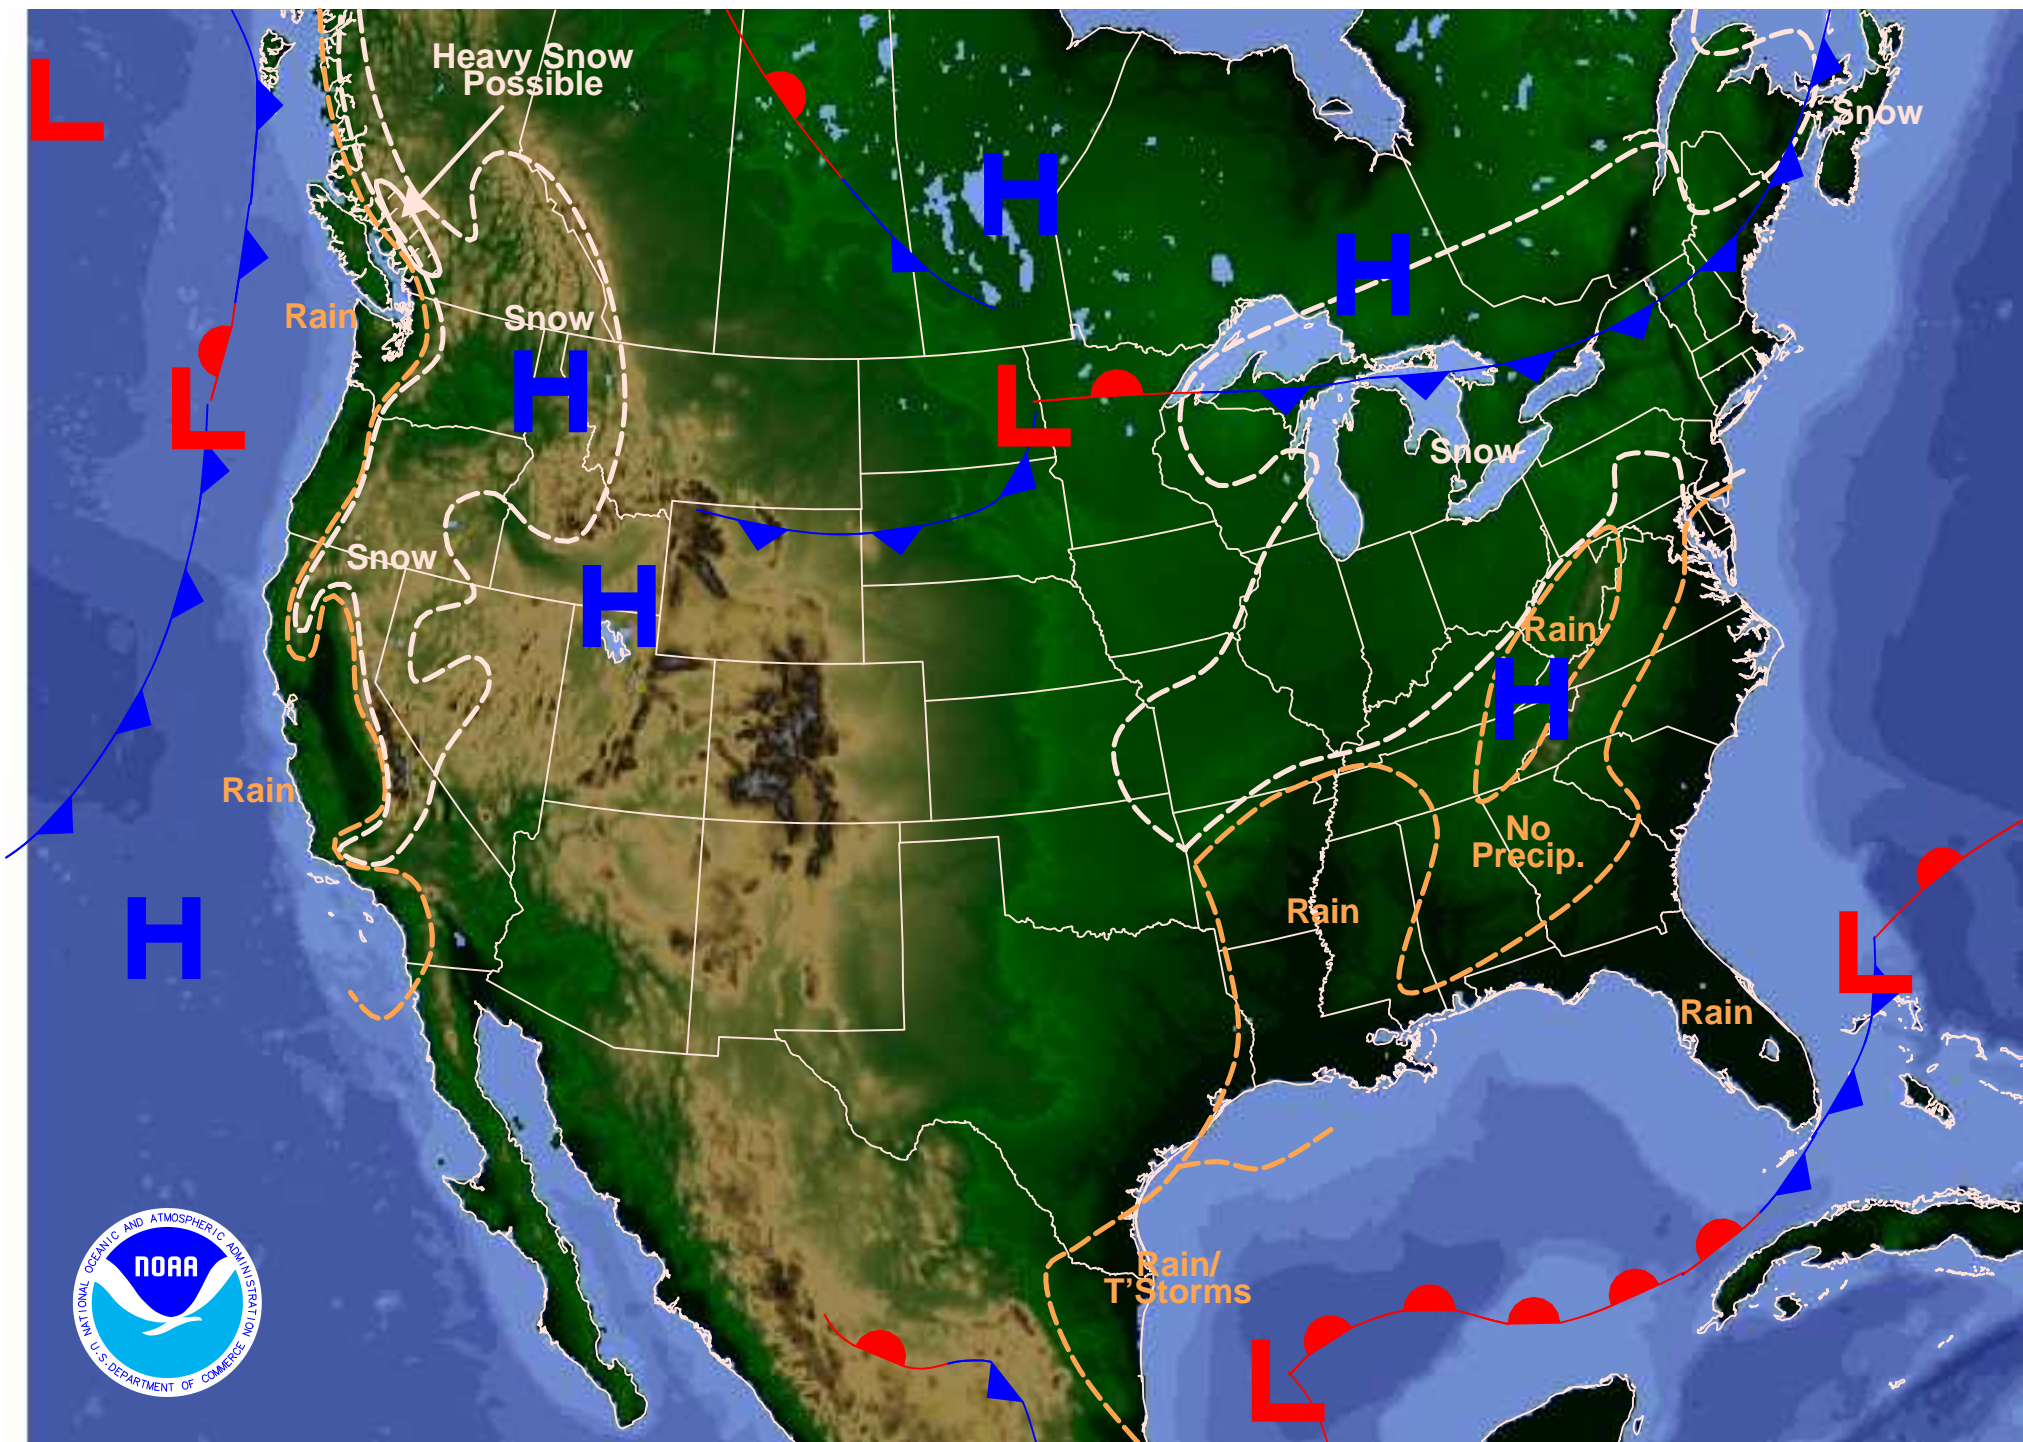 Heavy Snow
Possible
L
Snow
H
H
Rain
Snow
H
L
L
Snow
Snow
H
Rain
H
Rain
No
Precip.
Rain
H
L
Rain
Rain/
T'Storms
L
NATIONAL OCEANIC AND ATMOSPHERIC ADMINISTRATION
NOAA
U.S. DEPARTMENT OF COMMERCE